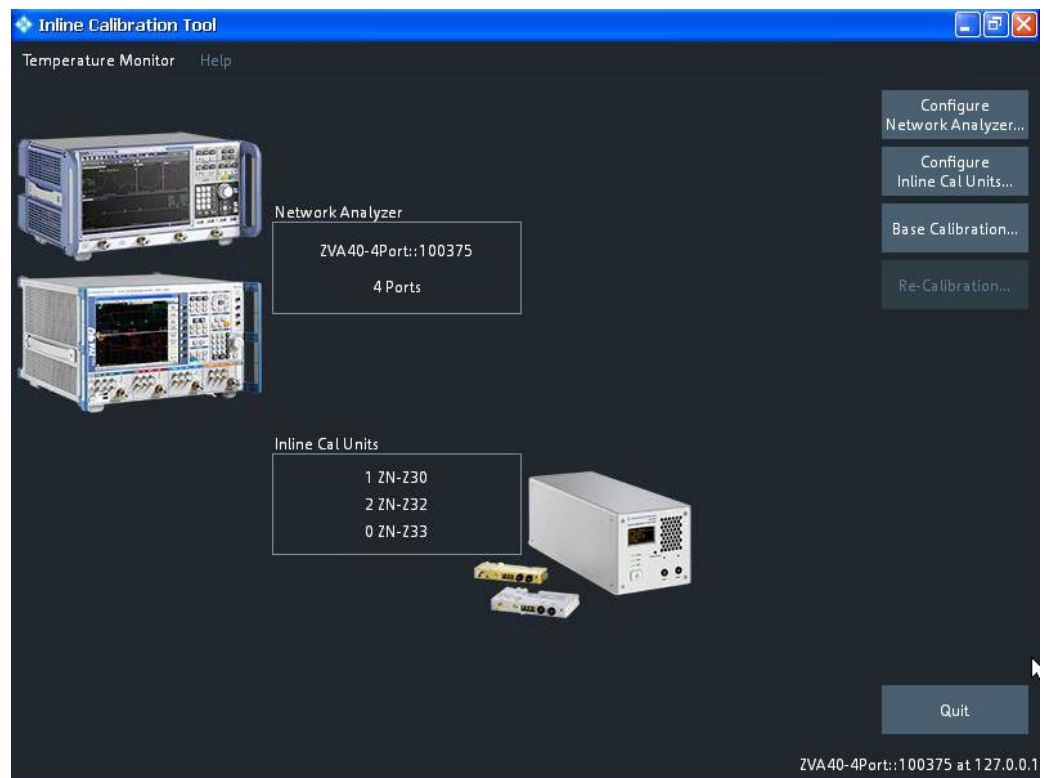 Inline Calibration Tool
Temperature Monitor Help
Configure
Network Analyzer...
Configure
Inline Cal Units...
Base Calibration...
Re-Calibration...
Network Analyzer
ZVA40-4Port::100375
4 Ports
Inline Cal Units
1 ZN-Z30
2 ZN-Z32
0 ZN-Z33
Quit
ZVA40-4Port::100375 at 127.0.0.1